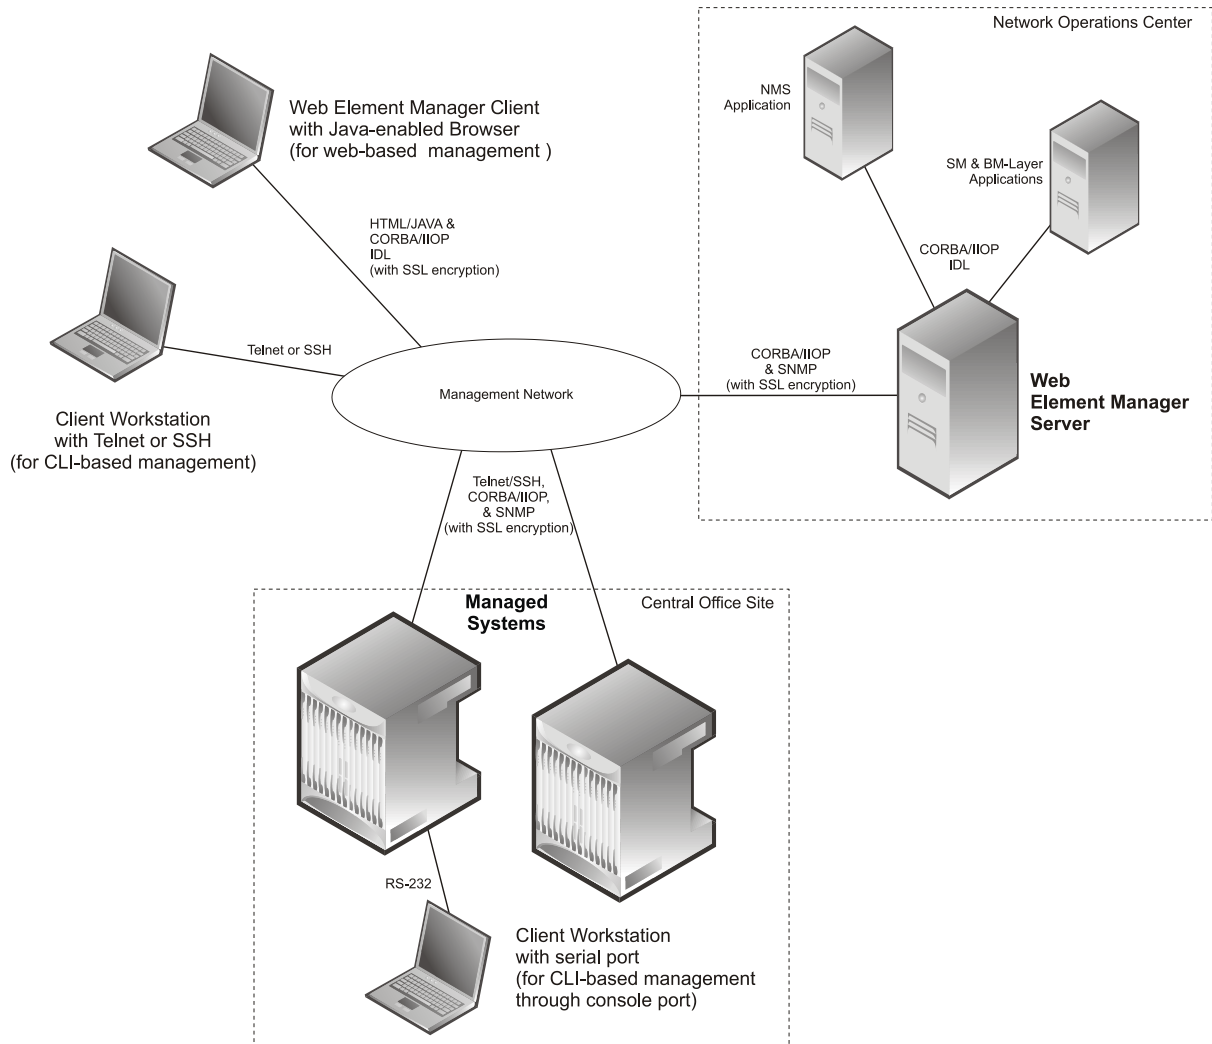 Network Operations Center
NMS
Application
SM & BM-Layer
Applications
Web Element Manager Client
with Java-enabled Browser
(for web-based management )
HTML/JAVA &
CORBA/IIOP
IDL
(with SSL encryption)
CORBA/IIOP
IDL
Telnet or SSH
CORBA/IIOP
& SNMP
(with SSL encryption)
Management Network
Web
Element Manager
Server
Client Workstation
with Telnet or SSH
(for CLI-based management)
Telnet/SSH,
CORBA/IIOP,
& SNMP
(with SSL encryption)
Managed
Systems
Central Office Site
RS-232
Client Workstation
with serial port
(for CLI-based management
through console port)